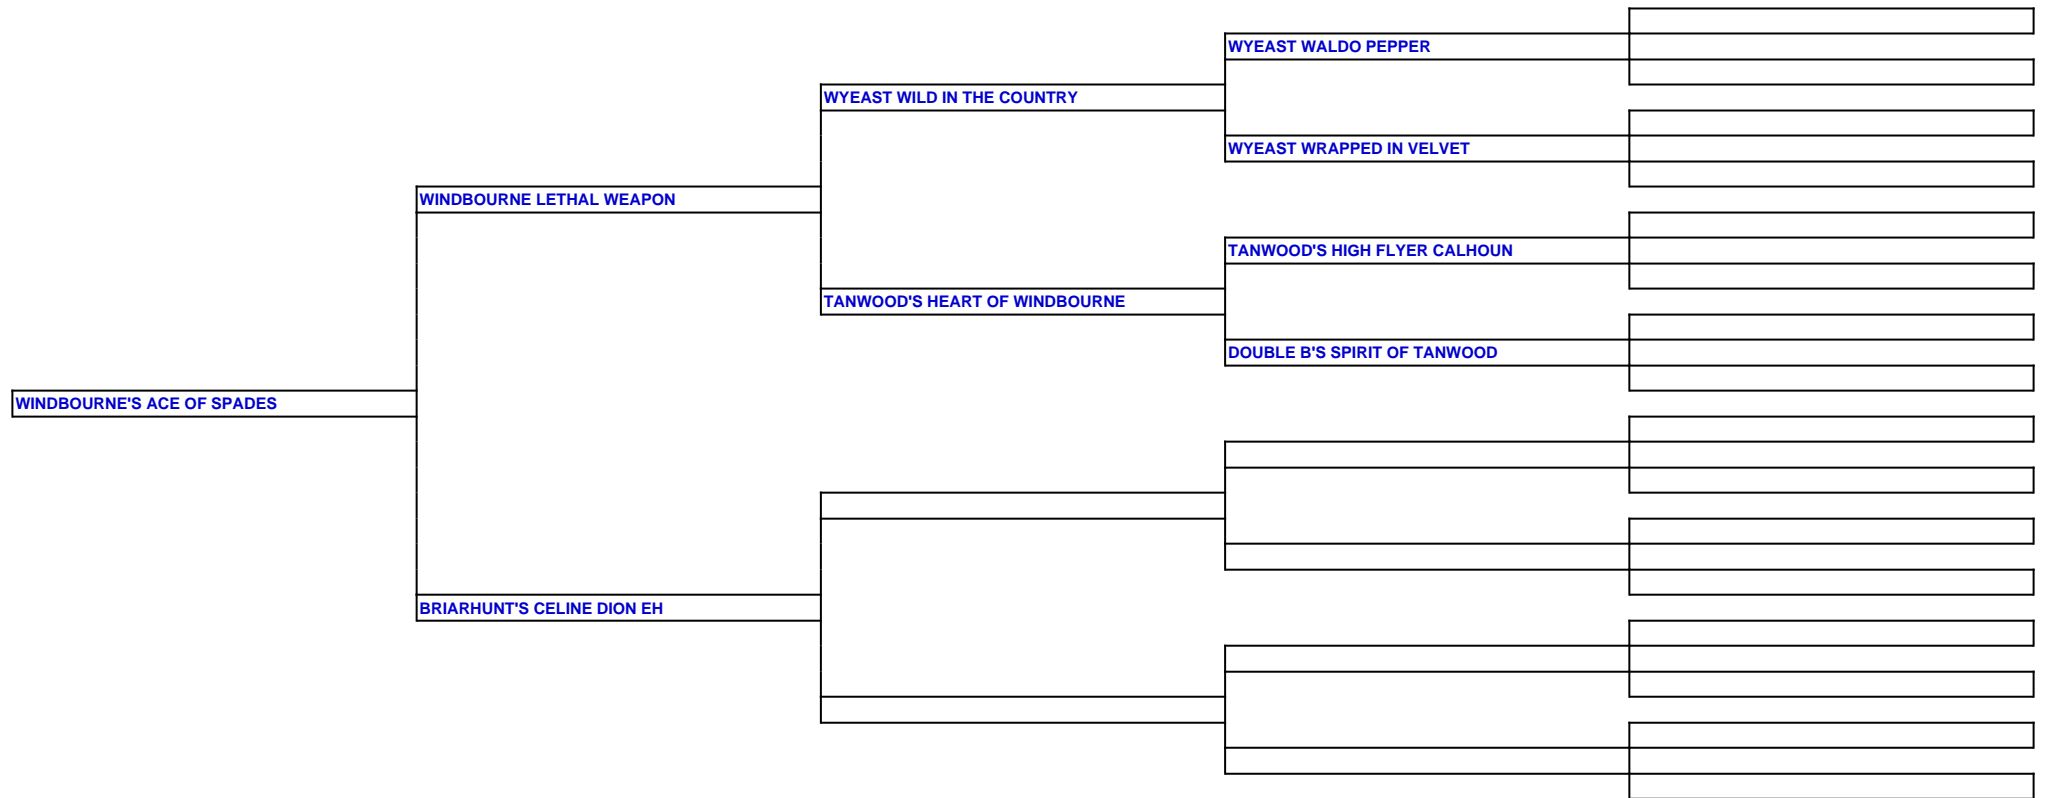 WYEAST WALDO PEPPER
WYEAST WILD IN THE COUNTRY
WYEAST WRAPPED IN VELVET
WINDBOURNE LETHAL WEAPON
TANWOOD'S HIGH FLYER CALHOUN
TANWOOD'S HEART OF WINDBOURNE
DOUBLE B'S SPIRIT OF TANWOOD
WINDBOURNE'S ACE OF SPADES
BRIARHUNT'S CELINE DION EH